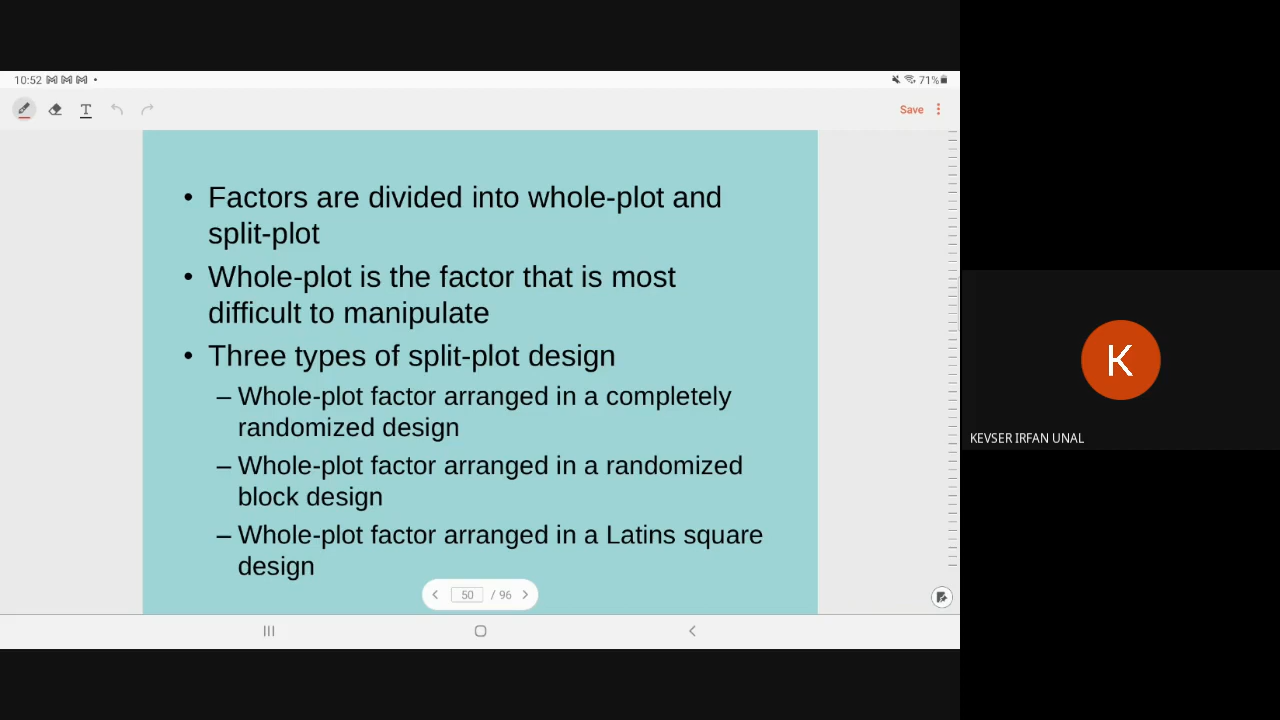 10:52
71%
Save
• Factors are divided into whole-plot and
split-plot
• Whole-plot is the factor that is most
difficult to manipulate
• Three types of split-plot design
– Whole-plot factor arranged in a completely
randomized design
– Whole-plot factor arranged in a randomized
block design
– Whole-plot factor arranged in a Latins square
design
50 / 96
K
KEVSER IRFAN UNAL